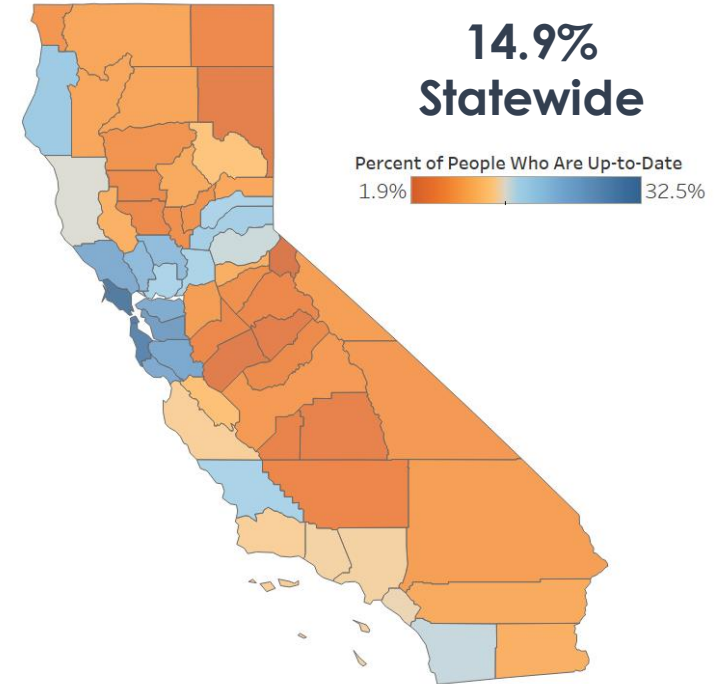 14.9%
Statewide
Percent of People Who Are Up-to-Date
1.9%
32.5%